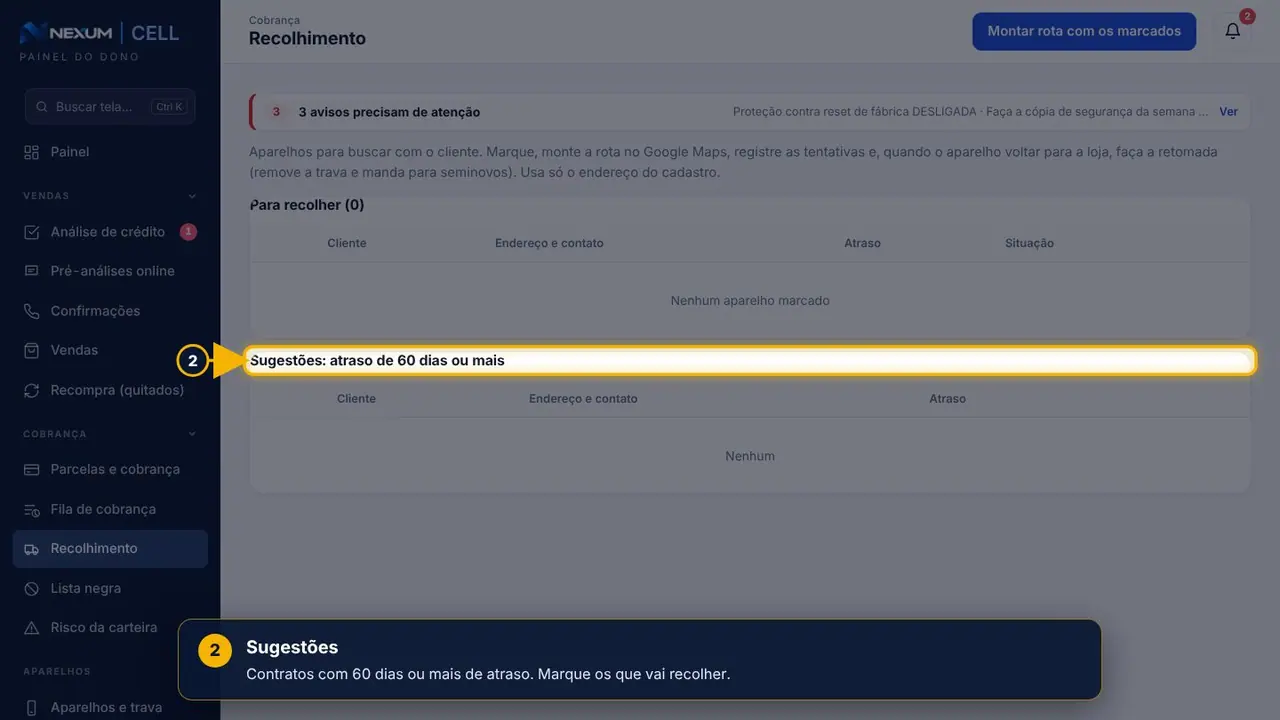 NEXUM | CELL
PAINEL DO DONO
Buscar tela... Ctrl K
Painel
VENDAS
Análise de crédito 1
Pré-análises online
Confirmações
Vendas
Recompra (quitados)
COBRANÇA
Parcelas e cobrança
Fila de cobrança
Recolhimento
Lista negra
Risco da carteira
APARELHOS
Aparelhos e trava
Cobrança
Recolhimento
Montar rota com os marcados
2
3 3 avisos precisam de atenção Proteção contra reset de fábrica DESLIGADA · Faça a cópia de segurança da semana ... Ver
Aparelhos para buscar com o cliente. Marque, monte a rota no Google Maps, registre as tentativas e, quando o aparelho voltar para a loja, faça a retomada
(remove a trava e manda para seminovos). Usa só o endereço do cadastro.
Para recolher (0)
Cliente Endereço e contato Atraso Situação
Nenhum aparelho marcado
2 Sugestões: atraso de 60 dias ou mais
Cliente Endereço e contato Atraso
Nenhum
2 Sugestões
Contratos com 60 dias ou mais de atraso. Marque os que vai recolher.